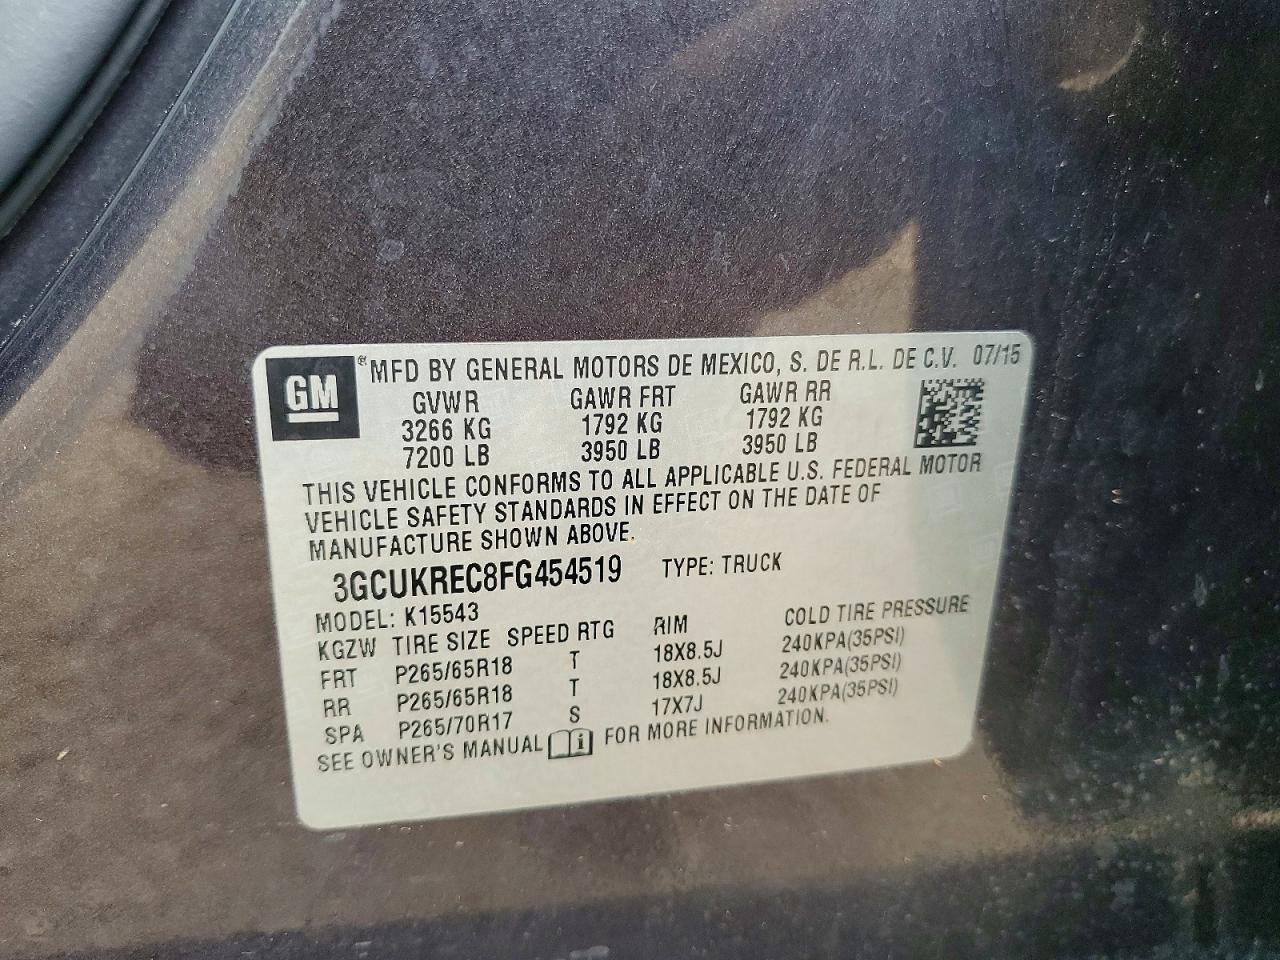 GM ® MFD BY GENERAL MOTORS DE MEXICO, S. DE R.L. DE C.V. 07/15
GVWR GAWR FRT GAWR RR
3266 KG 1792 KG 1792 KG
7200 LB 3950 LB 3950 LB
THIS VEHICLE CONFORMS TO ALL APPLICABLE U.S. FEDERAL MOTOR
VEHICLE SAFETY STANDARDS IN EFFECT ON THE DATE OF
MANUFACTURE SHOWN ABOVE.
3GCUKREC8FG454519 TYPE: TRUCK
MODEL: K15543
KGZW TIRE SIZE SPEED RTG RIM COLD TIRE PRESSURE
FRT P265/65R18 T 18X8.5J 240KPA(35PSI)
RR P265/65R18 T 18X8.5J 240KPA(35PSI)
SPA P265/70R17 S 17X7J 240KPA(35PSI)
SEE OWNER'S MANUAL i FOR MORE INFORMATION.